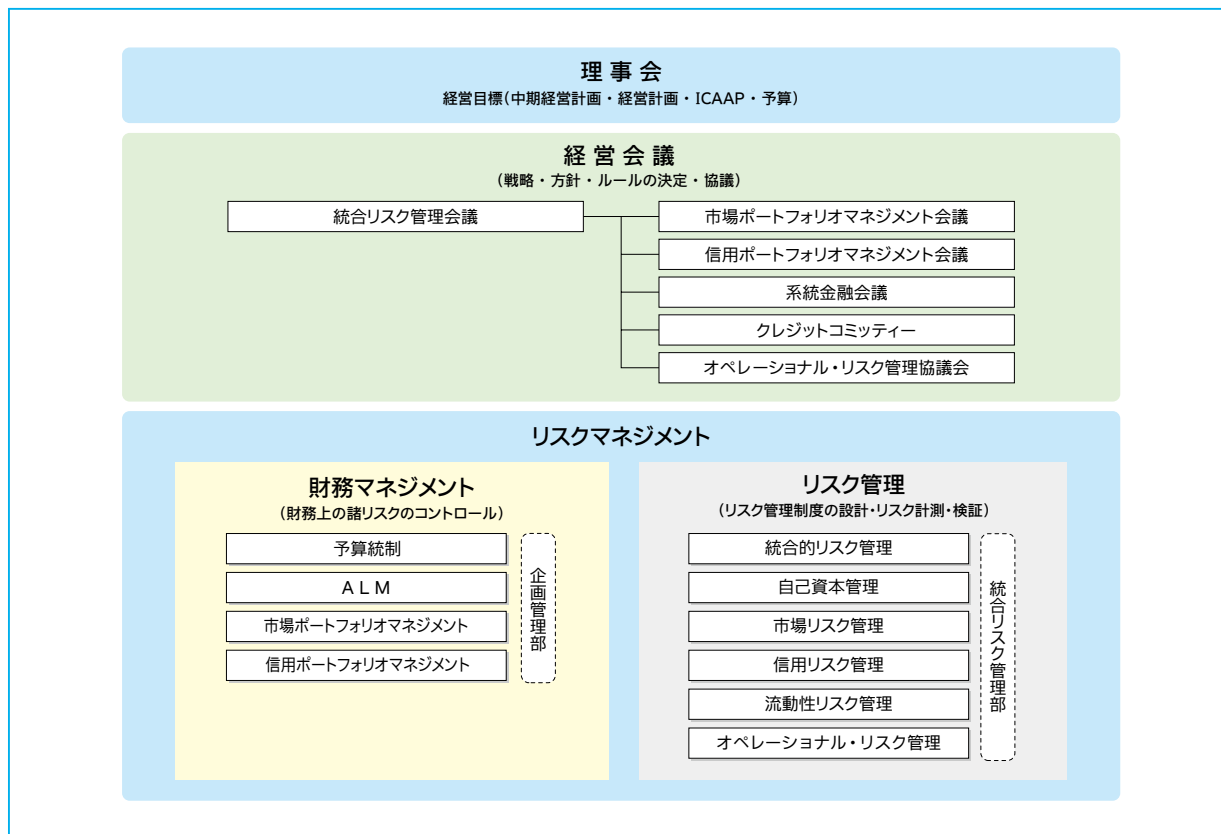 理事会
経営目標(中期経営計画・経営計画・ICAAP・予算)
経営会議
(戦略・方針・ルールの決定・協議)
統合リスク管理会議
市場ポートフォリオマネジメント会議
信用ポートフォリオマネジメント会議
系統金融会議
クレジットコミッティー
オペレーショナル・リスク管理協議会
リスクマネジメント
財務マネジメント
(財務上の諸リスクのコントロール)
予算統制
ALM
市場ポートフォリオマネジメント
信用ポートフォリオマネジメント
企画管理部
リスク管理
(リスク管理制度の設計・リスク計測・検証)
統合的リスク管理
自己資本管理
市場リスク管理
信用リスク管理
流動性リスク管理
オペレーショナル・リスク管理
統合リスク管理部